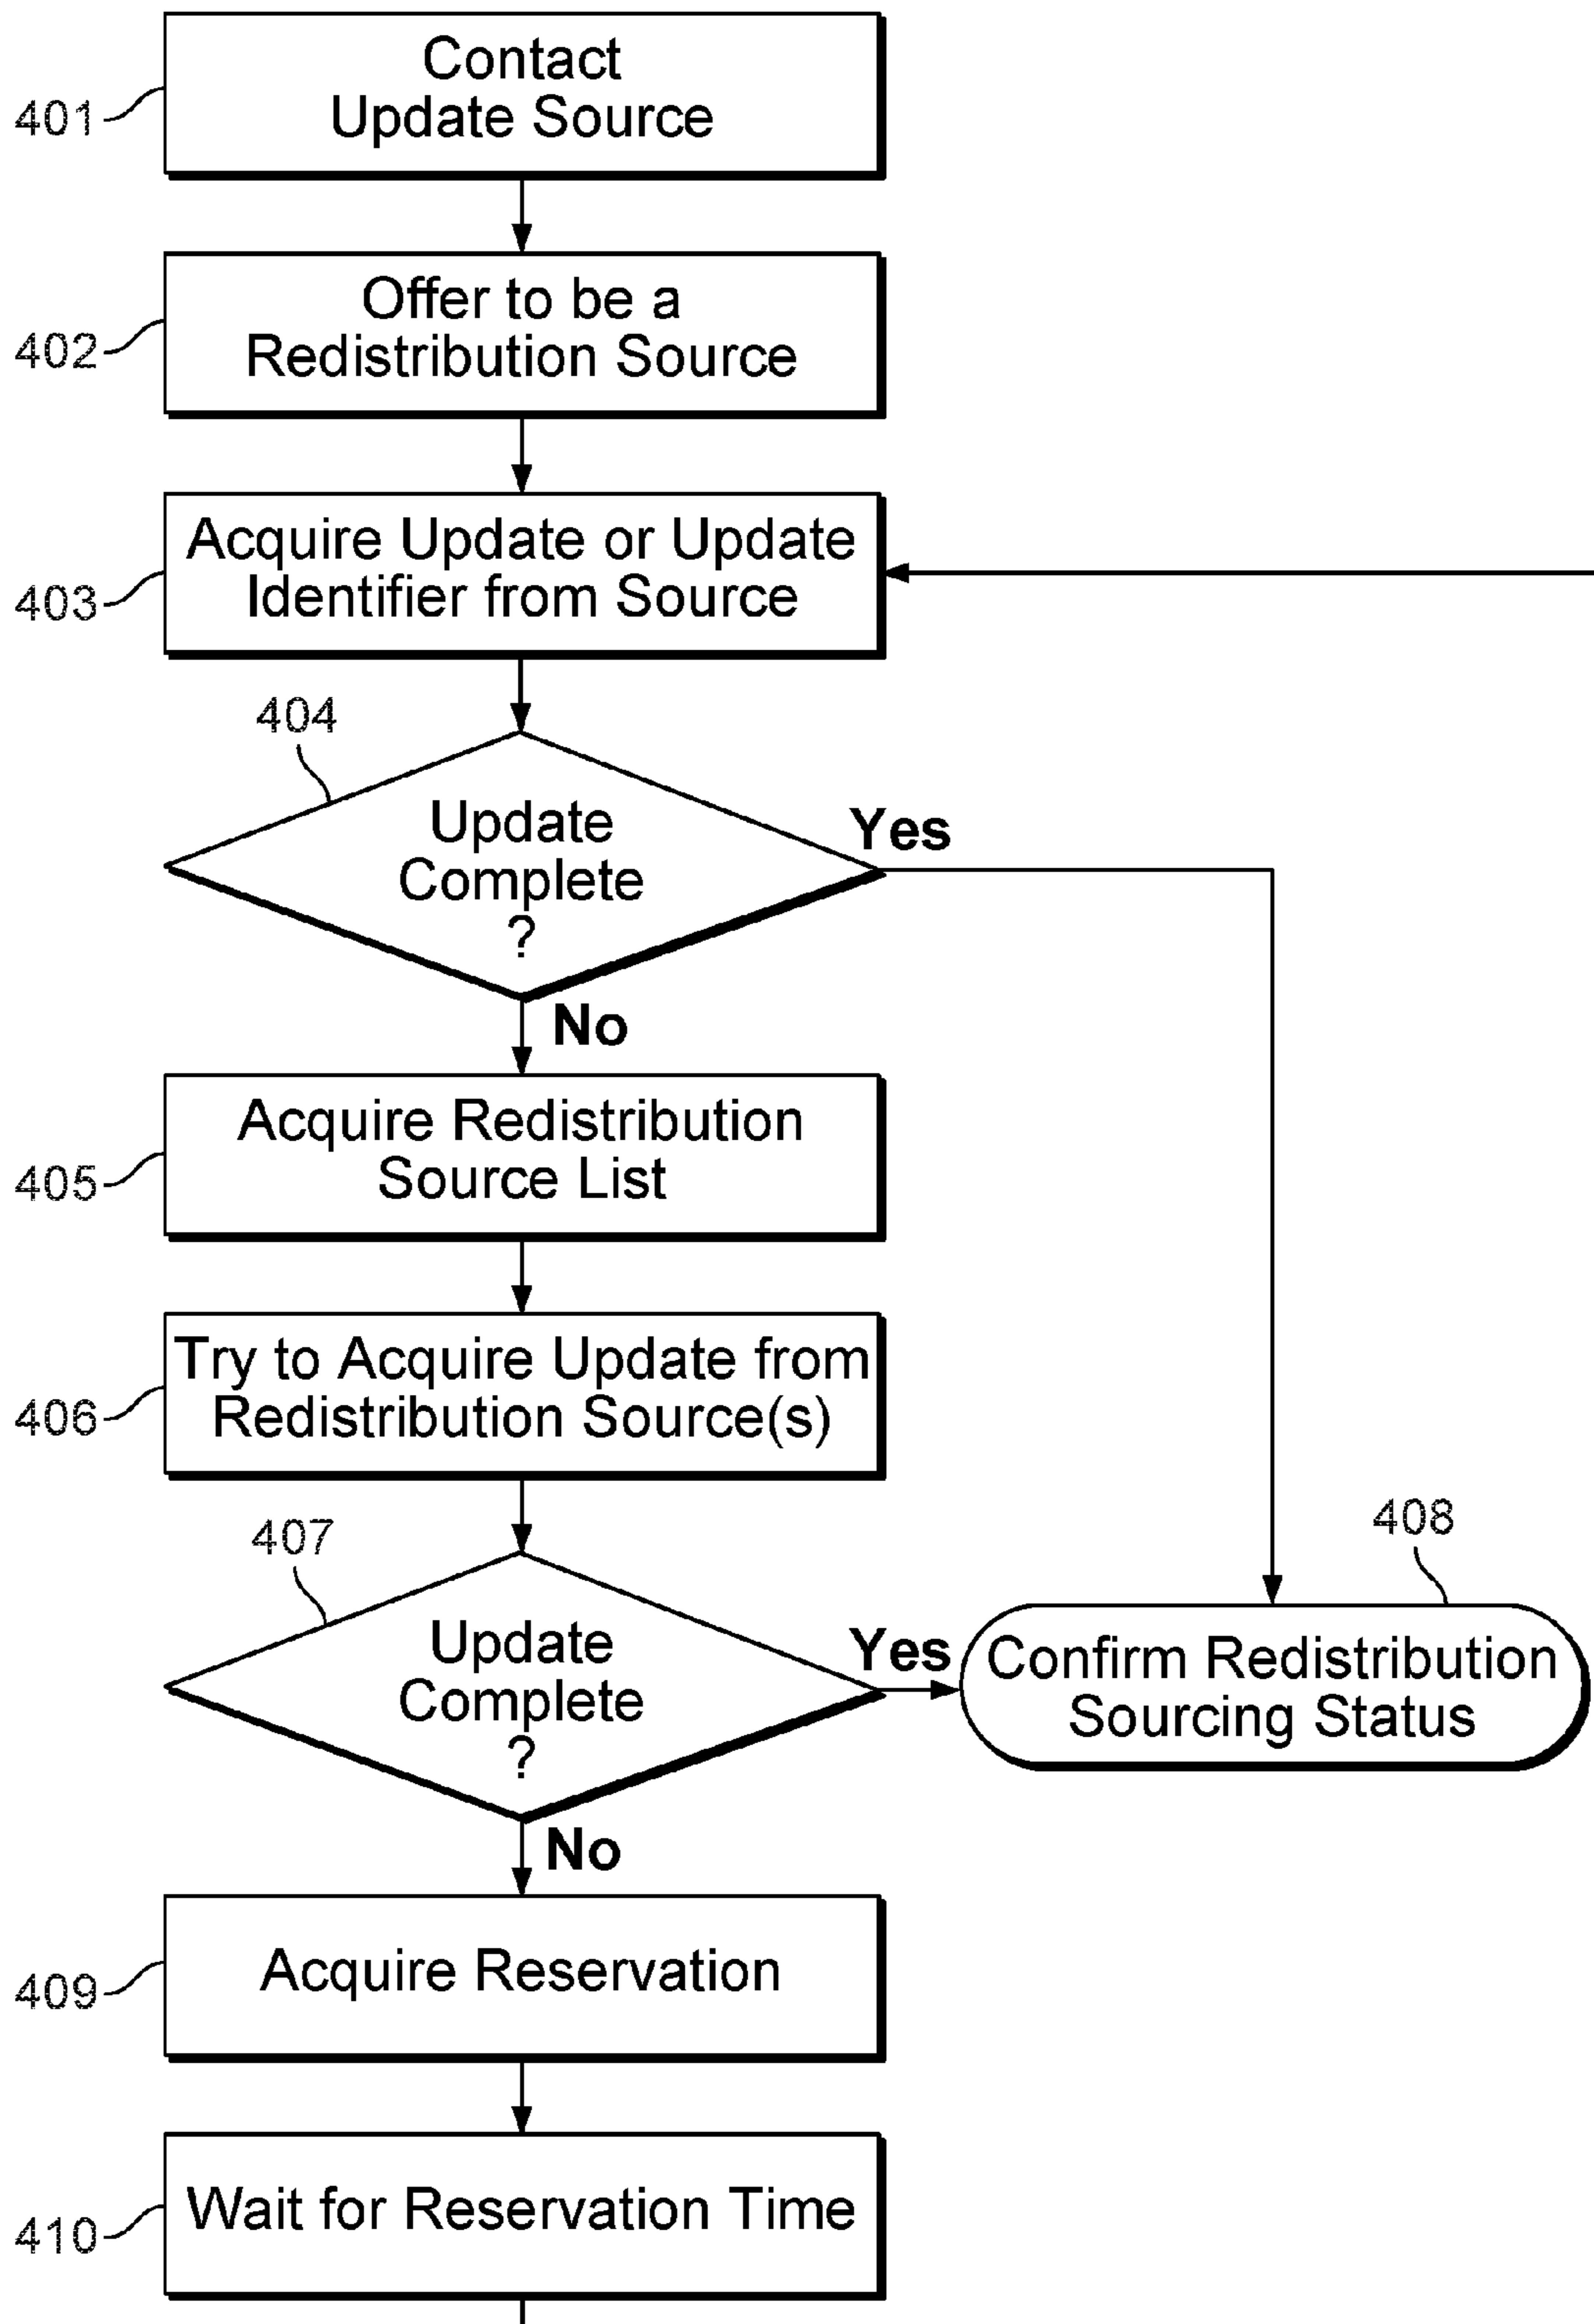 Contact
Update Source
401
Offer to be a
Redistribution Source
402
Acquire Update or Update
Identifier from Source
403
404
Update
Complete
?
Yes
No
Acquire Redistribution
Source List
405
Try to Acquire Update from
Redistribution Source(s)
406
407
Update
Complete
?
Yes
408
Confirm Redistribution
Sourcing Status
No
Acquire Reservation
409
Wait for Reservation Time
410